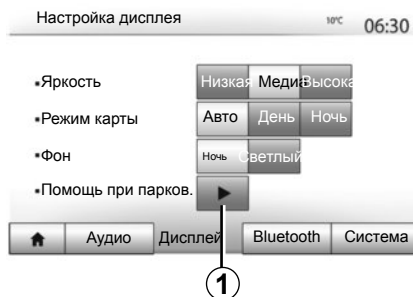 Настройка дисплея 10°C 06:30
▪Яркость Низкая Медиа Высока
▪Режим карты Авто День Ночь
▪Фон Ночь Светлый
▪Помощь при парков.
Аудио Дисплей Bluetooth Система
1